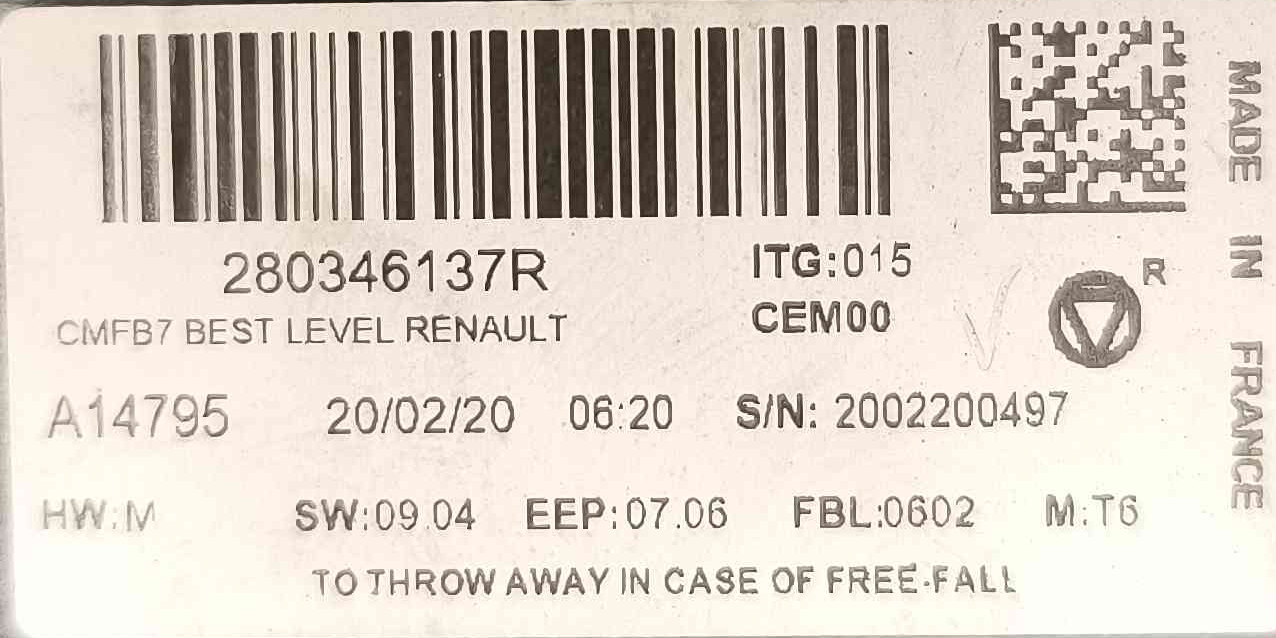 280346137R
ITG:015
CMFB7 BEST LEVEL RENAULT
CEM00
R
A14795 20/02/20 06:20 S/N: 2002200497
HW:M SW:09.04 EEP:07.06 FBL:0602 M:T6
TO THROW AWAY IN CASE OF FREE-FALL
MADE IN FRANCE